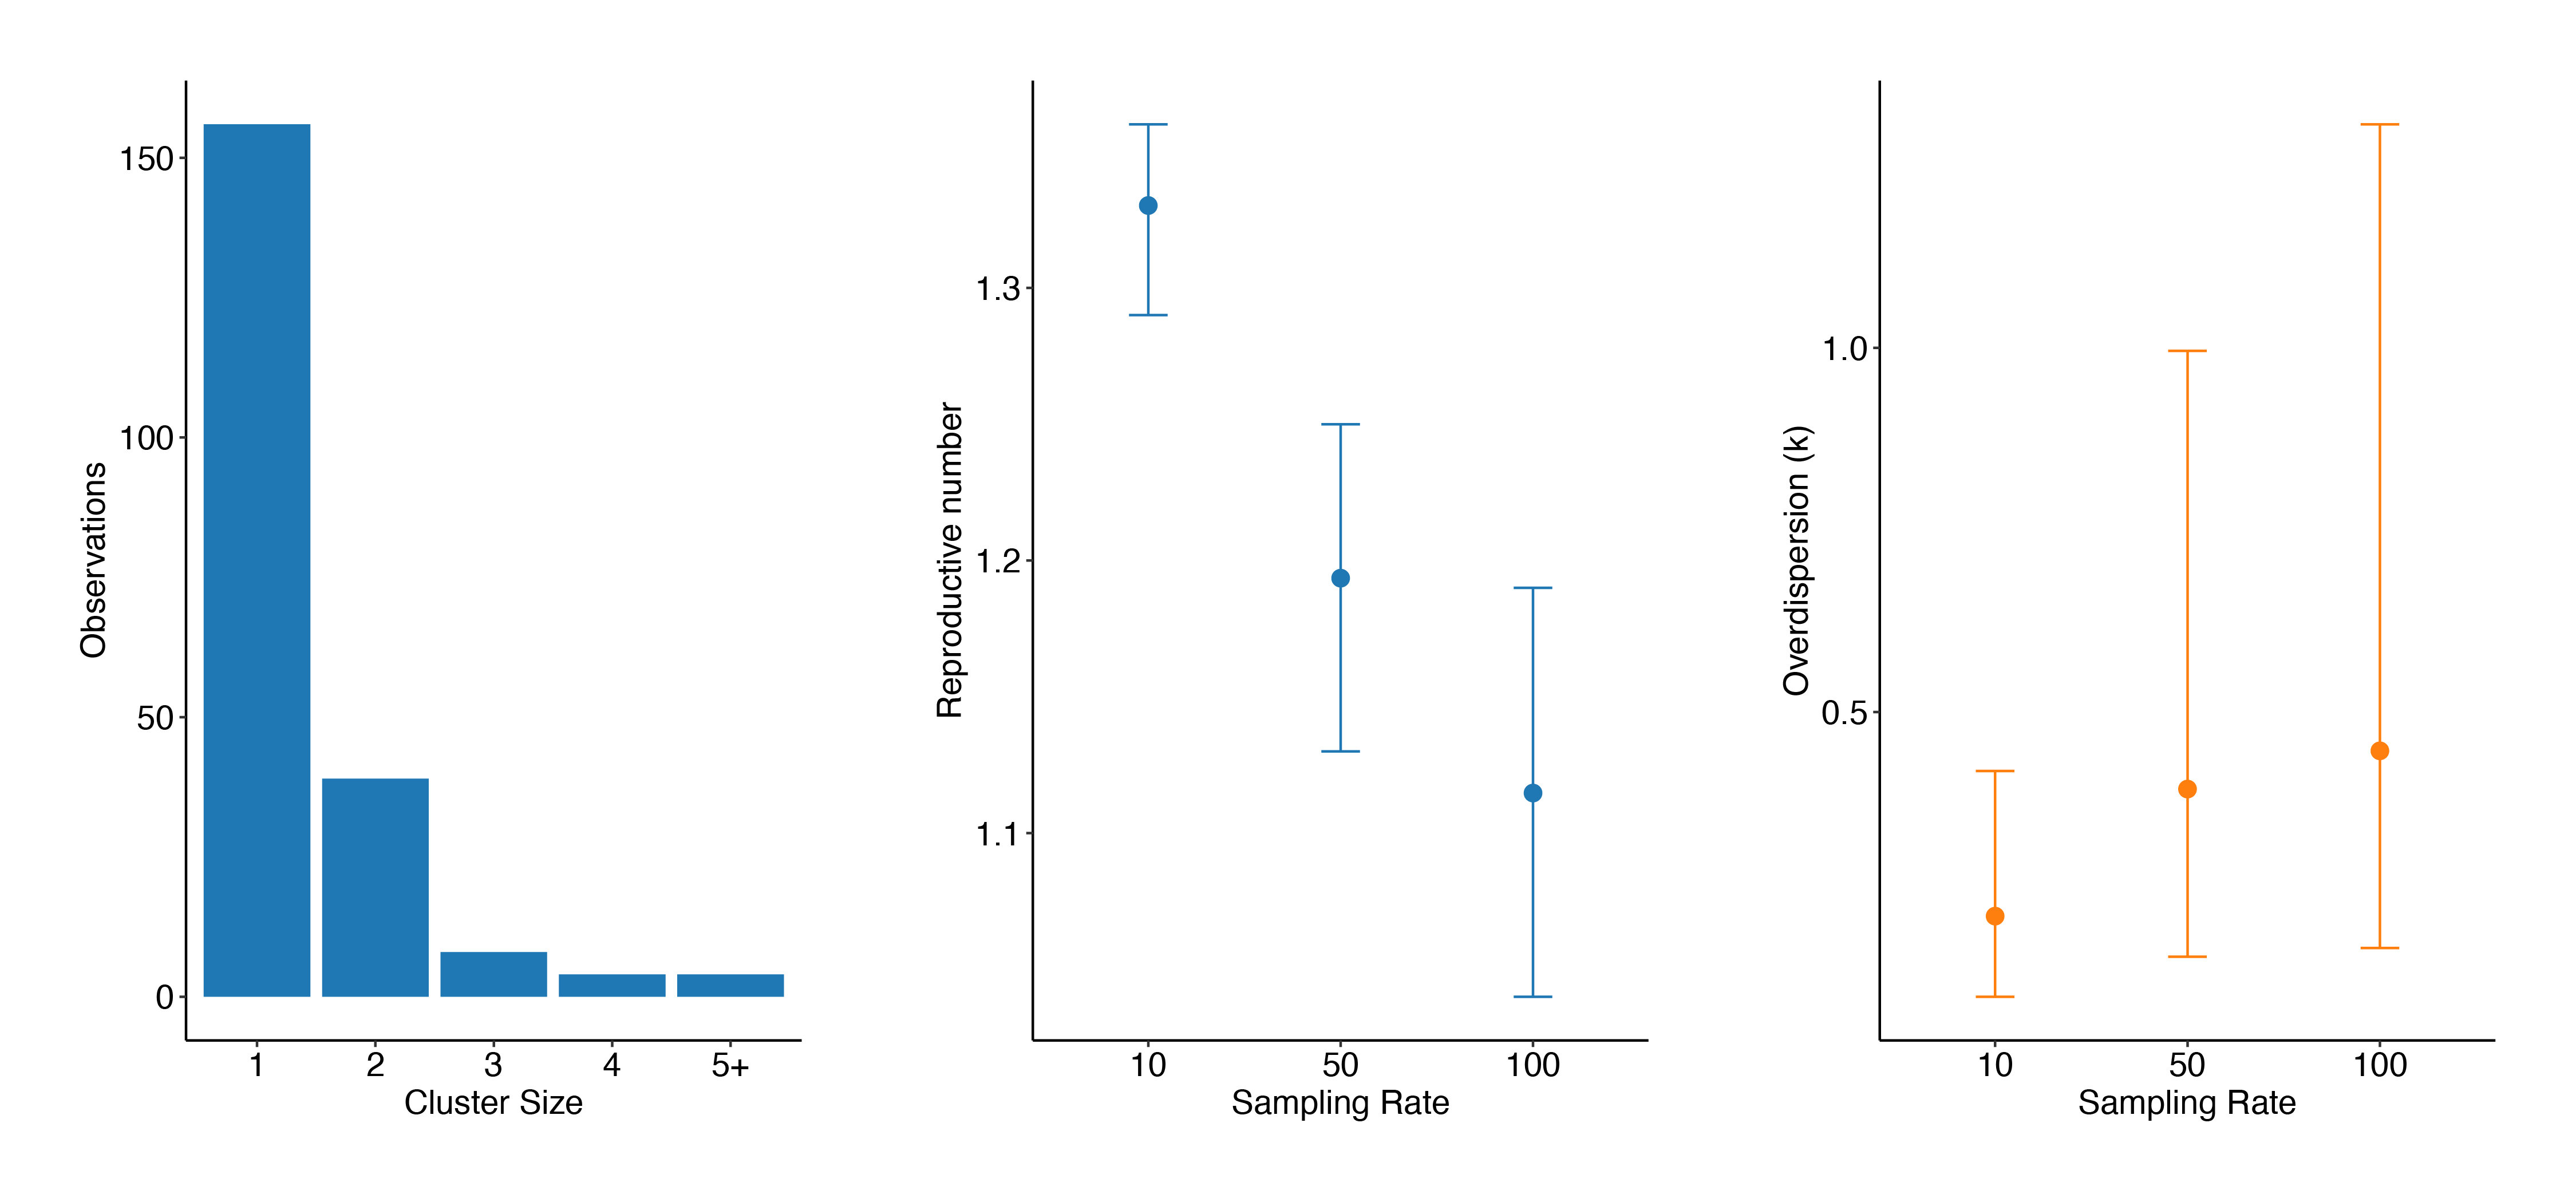 150
100
50
0
Observations
1 2 3 4 5+
Cluster Size
1.3
1.2
1.1
Reproductive number
10 50 100
Sampling Rate
1.0
0.5
Overdispersion (k)
10 50 100
Sampling Rate